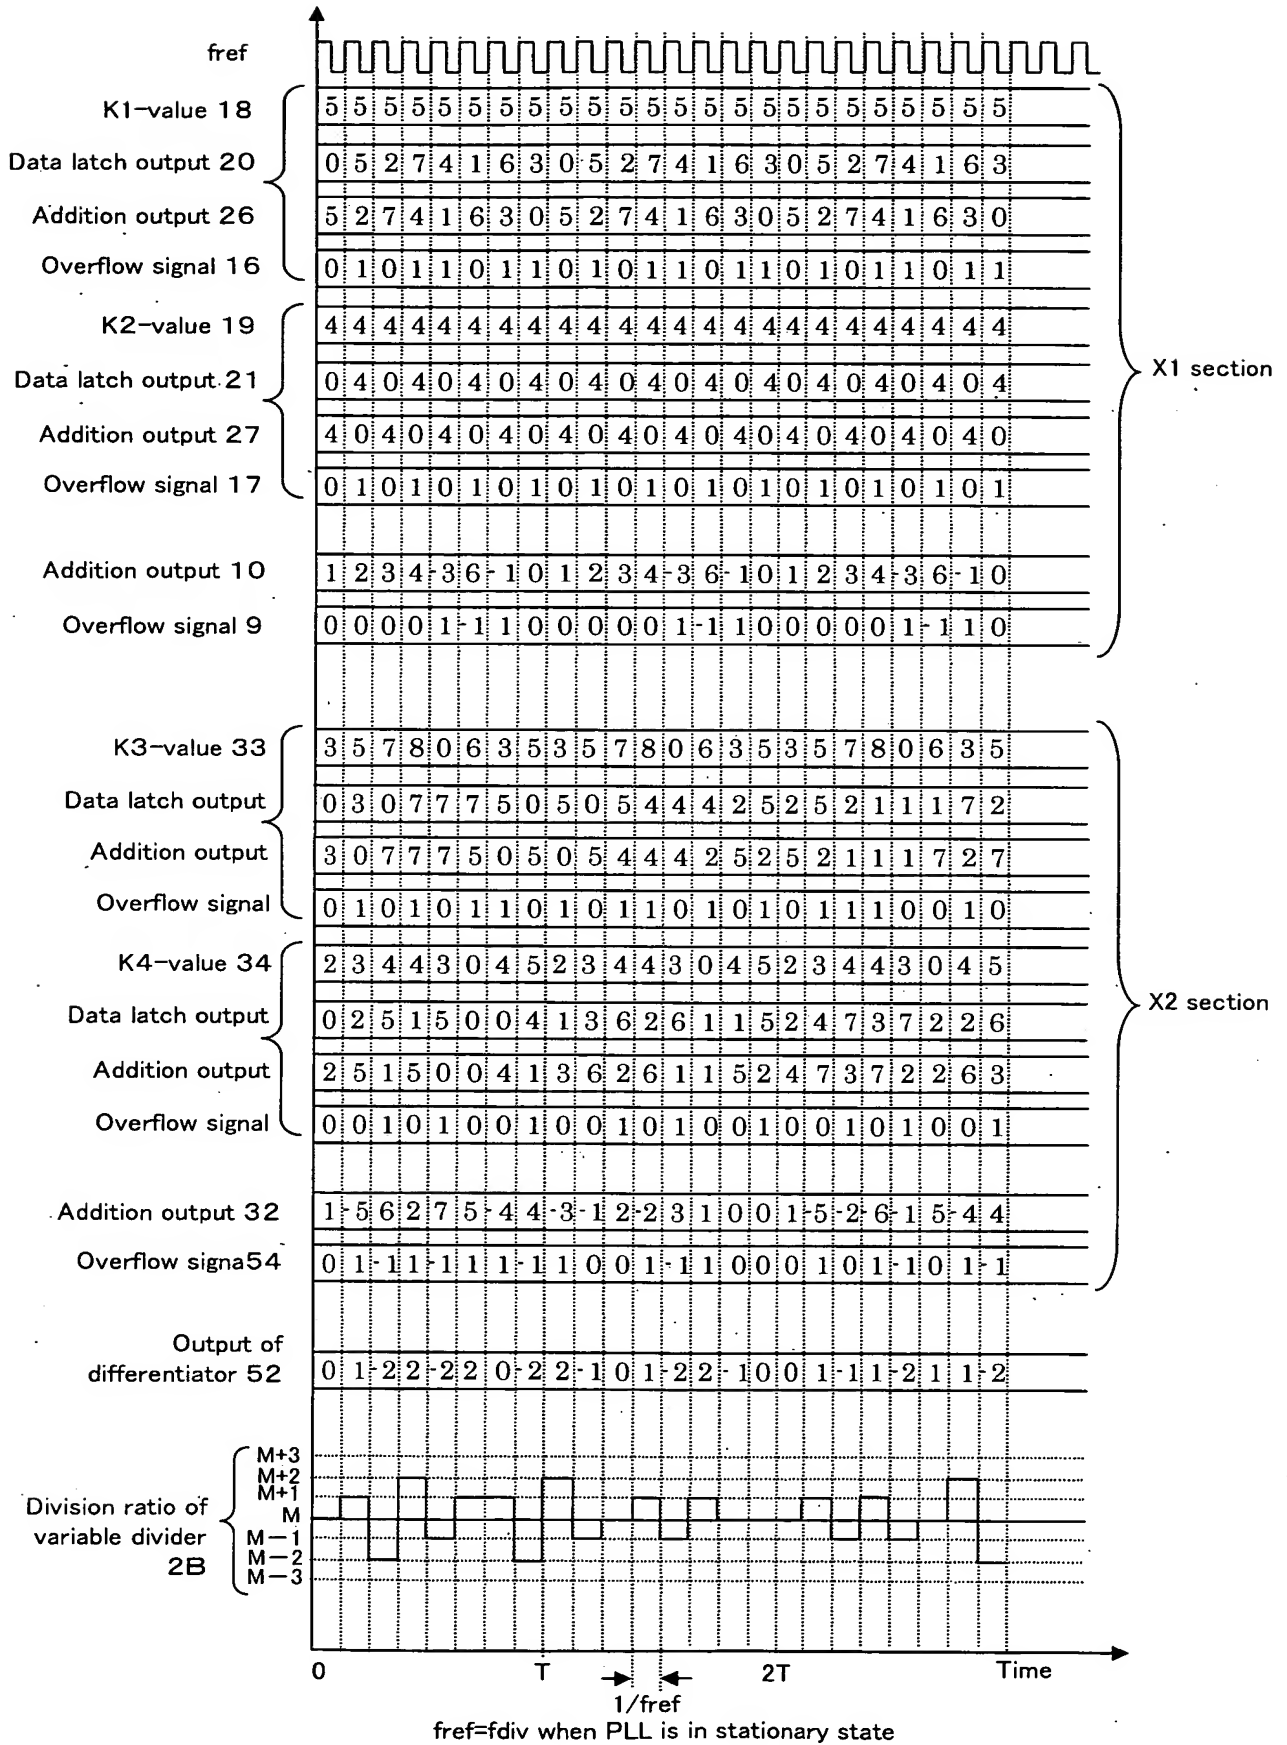 fref
K1-value 18
5 5 5 5 5 5 5 5 5 5 5 5 5 5 5 5 5 5 5 5 5 5 5 5
Data latch output 20
0 5 2 7 4 1 6 3 0 5 2 7 4 1 6 3 0 5 2 7 4 1 6 3
Addition output 26
5 2 7 4 1 6 3 0 5 2 7 4 1 6 3 0 5 2 7 4 1 6 3 0
Overflow signal 16
0 1 0 1 1 0 1 1 0 1 0 1 1 0 1 1 0 1 0 1 1 0 1 1
K2-value 19
4 4 4 4 4 4 4 4 4 4 4 4 4 4 4 4 4 4 4 4 4 4 4 4
Data latch output 21
0 4 0 4 0 4 0 4 0 4 0 4 0 4 0 4 0 4 0 4 0 4 0 4
Addition output 27
4 0 4 0 4 0 4 0 4 0 4 0 4 0 4 0 4 0 4 0 4 0 4 0
Overflow signal 17
0 1 0 1 0 1 0 1 0 1 0 1 0 1 0 1 0 1 0 1 0 1 0 1
Addition output 10
1 2 3 4 -3 6 -1 0 1 2 3 4 -3 6 -1 0 1 2 3 4 -3 6 -1 0
Overflow signal 9
0 0 0 0 1 -1 1 0 0 0 0 0 1 -1 1 0 0 0 0 0 1 -1 1 0
X1 section
K3-value 33
3 5 7 8 0 6 3 5 3 5 7 8 0 6 3 5 3 5 7 8 0 6 3 5
Data latch output
0 3 0 7 7 7 5 0 5 0 5 4 4 4 2 5 2 5 2 1 1 1 7 2
Addition output
3 0 7 7 7 5 0 5 0 5 4 4 4 2 5 2 5 2 1 1 1 7 2 7
Overflow signal
0 1 0 1 0 1 1 0 1 0 1 1 0 1 0 1 0 1 1 1 0 0 1 0
K4-value 34
2 3 4 4 3 0 4 5 2 3 4 4 3 0 4 5 2 3 4 4 3 0 4 5
Data latch output
0 2 5 1 5 0 0 4 1 3 6 2 6 1 1 5 2 4 7 3 7 2 2 6
Addition output
2 5 1 5 0 0 4 1 3 6 2 6 1 1 5 2 4 7 3 7 2 2 6 3
Overflow signal
0 0 1 0 1 0 0 1 0 0 1 0 1 0 0 1 0 0 1 0 1 0 0 1
Addition output 32
1 -5 6 2 7 5 -4 4 -3 -1 2 -2 3 1 0 0 1 -5 -2 -6 -1 5 -4 4
Overflow signa54
0 1 -1 1 -1 1 1 -1 1 0 0 1 -1 1 0 0 0 1 0 1 -1 0 1 -1
X2 section
Output of
differentiator 52
0 1 -2 2 -2 2 0 -2 2 -1 0 1 -2 2 -1 0 0 1 -1 1 -2 1 1 -2
M+3
M+2
M+1
M
M-1
M-2
M-3
Division ratio of
variable divider
2B
0 T 2T Time
1/fref
fref=fdiv when PLL is in stationary state